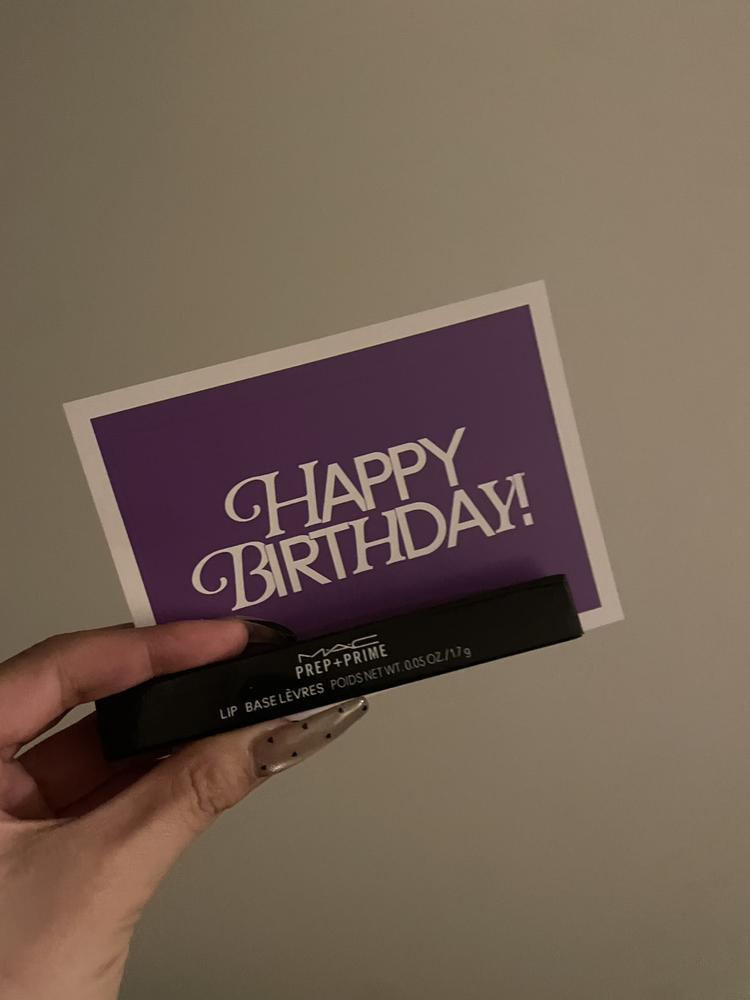 HAPPY
BIRTHDAY!
MAC
PREP+PRIME
LIP BASE LÈVRES POIDS NET WT. 0.05 OZ./1.7 g